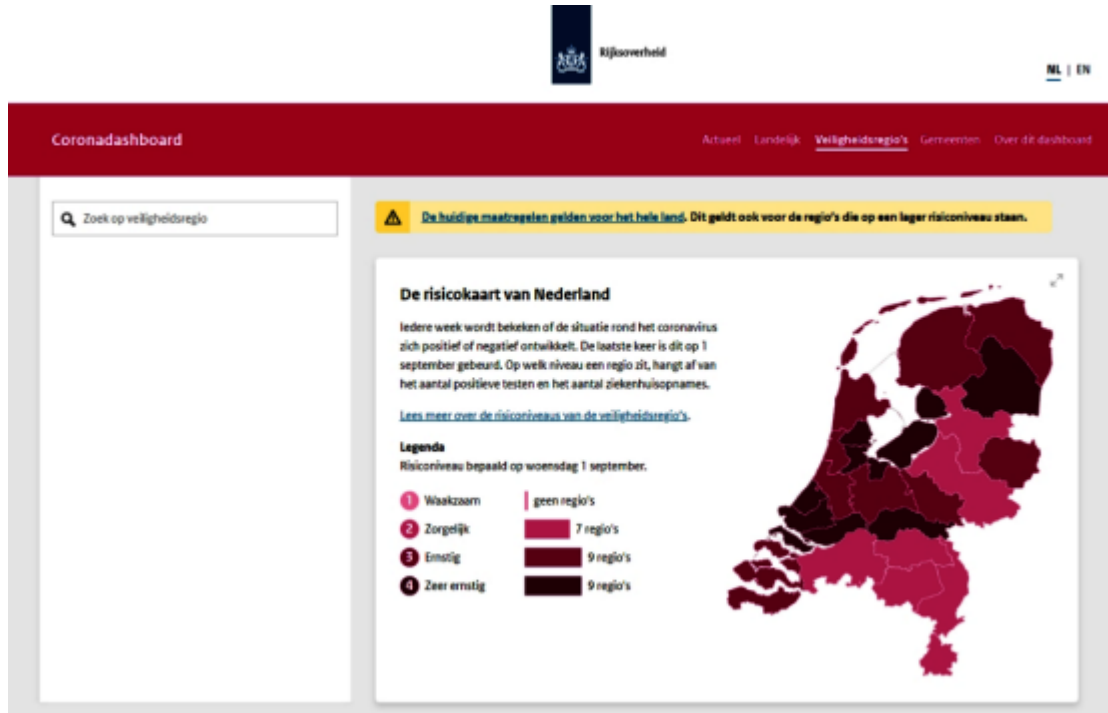 Rijksoverheid
NL | EN
Coronadashboard
Actueel Landelijk Veiligheidsregio's Gemeenten Over dit dashboard
Zoek op veiligheidsregio
De huidige maatregelen gelden voor het hele land. Dit geldt ook voor de regio's die op een lager risiconiveau staan.
De risicokaart van Nederland
Iedere week wordt bekeken of de situatie rond het coronavirus
zich positief of negatief ontwikkelt. De laatste keer is dit op 1
september gebeurd. Op welk niveau een regio zit, hangt af van
het aantal positieve testen en het aantal ziekenhuisopnames.
Lees meer over de risiconiveaus van de veiligheidsregio's.
Legenda
Risiconiveau bepaald op woensdag 1 september.
1 Waakzaam geen regio's
2 Zorgelijk 7 regio's
3 Ernstig 9 regio's
4 Zeer ernstig 9 regio's